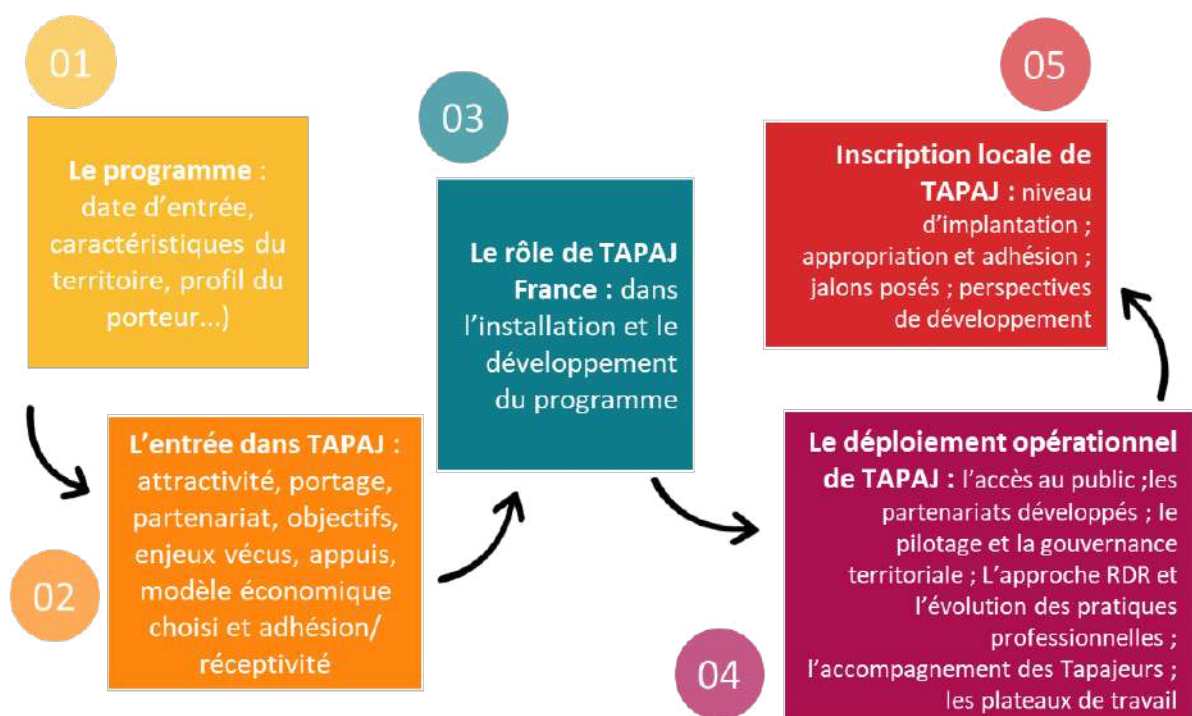 01
Le programme :
date d'entrée,
caractéristiques du
territoire, profil du
porteur...)
02
L'entrée dans TAPAJ :
attractivité, portage,
partenariat, objectifs,
enjeux vécus, appuis,
modèle économique
choisi et adhésion/
réceptivité
03
Le rôle de TAPAJ
France : dans
l'installation et le
développement
du programme
04
Le déploiement opérationnel
de TAPAJ : l'accès au public ;les
partenariats développés ; le
pilotage et la gouvernance
territoriale ; L'approche RDR et
l'évolution des pratiques
professionnelles ;
l'accompagnement des Tapajeurs ;
les plateaux de travail
05
Inscription locale de
TAPAJ : niveau
d'implantation ;
appropriation et adhésion ;
jalons posés ; perspectives
de développement